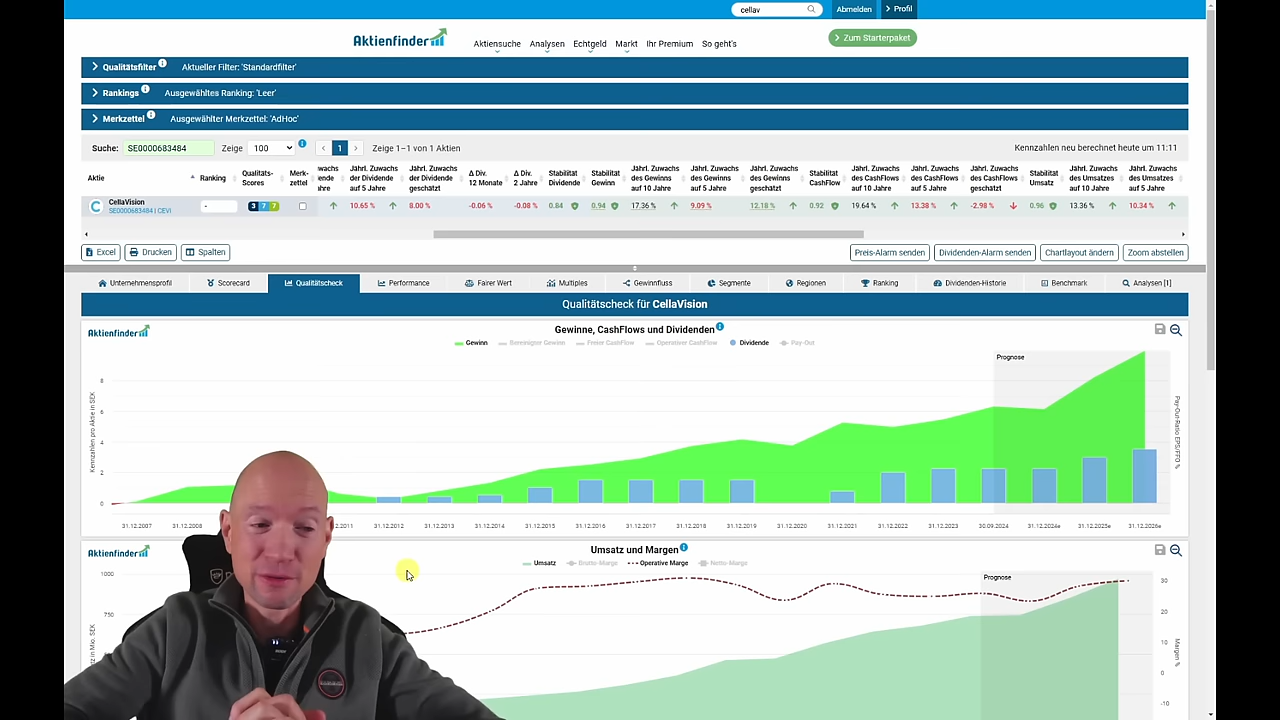 cellav
Abmelden
Profil
Aktienfinder
Aktiensuche Analysen Echtgeld Markt Ihr Premium So geht's
Zum Starterpaket
Qualitätsfilter Aktueller Filter: 'Standardfilter'
Rankings Ausgewähltes Ranking: 'Leer'
Merkzettel Ausgewählter Merkzettel: 'AdHoc'
Suche: SE0000683484 Zeige 100 1 Zeige 1–1 von 1 Aktien Kennzahlen neu berechnet heute um 11:11
Jährl. Zuwachs Jährl. Zuwachs Jährl. Zuwachs Jährl. Zuwachs Jährl. Zuwachs Jährl. Zuwachs Jährl. Zuwachs Jährl. Zuwachs Jährl. Zuwachs Jährl. Zuwachs
Aktie Ranking Qualitäts-Scores Merk-zettel der Dividende auf 5 Jahre der Dividende geschätzt Δ Div. 12 Monate Δ Div. 2 Jahre Stabilität Dividende Stabilität Gewinn des Gewinns auf 10 Jahre des Gewinns auf 5 Jahre des Gewinns geschätzt Stabilität CashFlow des CashFlows auf 10 Jahre des CashFlows auf 5 Jahre des CashFlows geschätzt Stabilität Umsatz des Umsatzes auf 10 Jahre des Umsatzes auf 5 Jahre
CellaVision - 3 7 7 10.65 % 8.00 % -0.06 % -0.08 % 0.84 0.94 17.36 % 9.09 % 12.18 % 0.92 19.64 % 13.38 % -2.98 % 0.96 13.36 % 10.34 %
SE0000683484 | CEVI
Excel Drucken Spalten Preis-Alarm senden Dividenden-Alarm senden Chartlayout ändern Zoom abstellen
Unternehmensprofil Scorecard Qualitätscheck Performance Fairer Wert Multiples Gewinnfluss Segmente Regionen Ranking Dividenden-Historie Benchmark Analysen [1]
Qualitätscheck für CellaVision
Aktienfinder
Gewinne, CashFlows und Dividenden
Gewinn Bereinigter Gewinn Freier CashFlow Operativer CashFlow Dividende Pay-Out
Prognose
Kennzahlen pro Aktie in SEK
8
6
4
2
0
Pay-Out-Ratio EPS/FFO %
31.12.2007 31.12.2008 2011 31.12.2012 31.12.2013 31.12.2014 31.12.2015 31.12.2016 31.12.2017 31.12.2018 31.12.2019 31.12.2020 31.12.2021 31.12.2022 31.12.2023 30.09.2024 31.12.2024e 31.12.2025e 31.12.2026e
Aktienfinder
Umsatz und Margen
Umsatz Brutto-Marge Operative Marge Netto-Marge
Prognose
1000
750
z in Mio. SEK
30
20
10
0
-10
Margen %